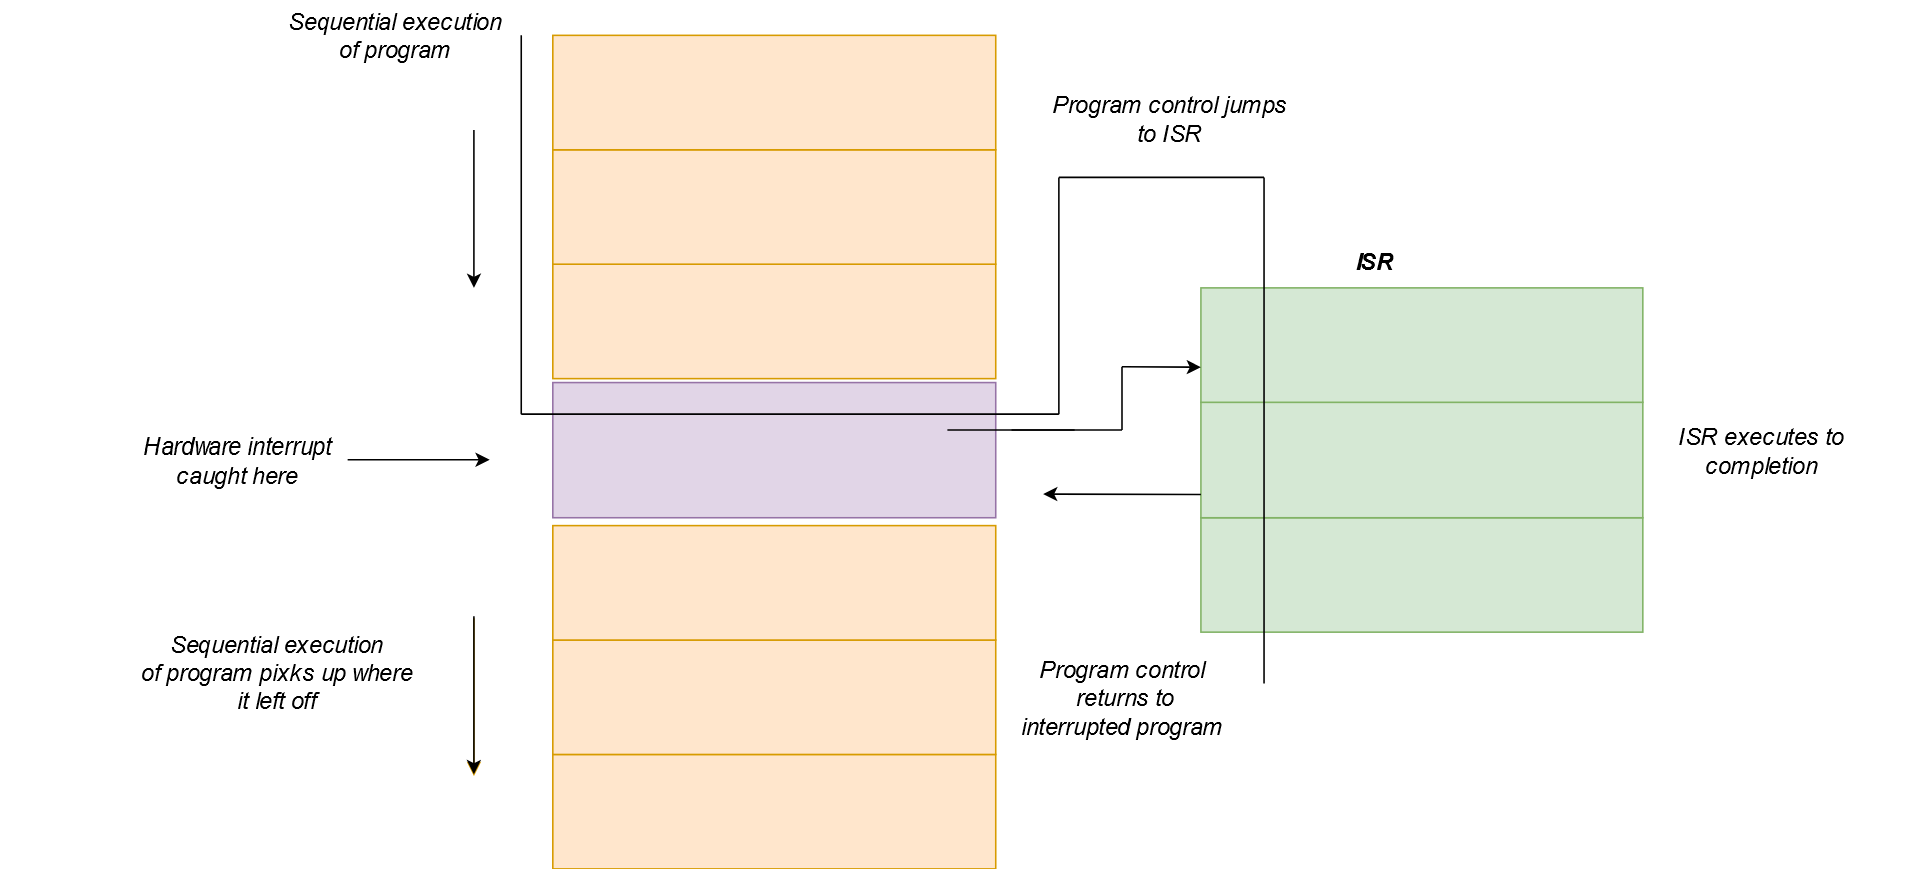 Sequential execution
of program
Program control jumps
to ISR
ISR
Hardware interrupt
caught here
ISR executes to
completion
Sequential execution
of program pixks up where
it left off
Program control
returns to
interrupted program